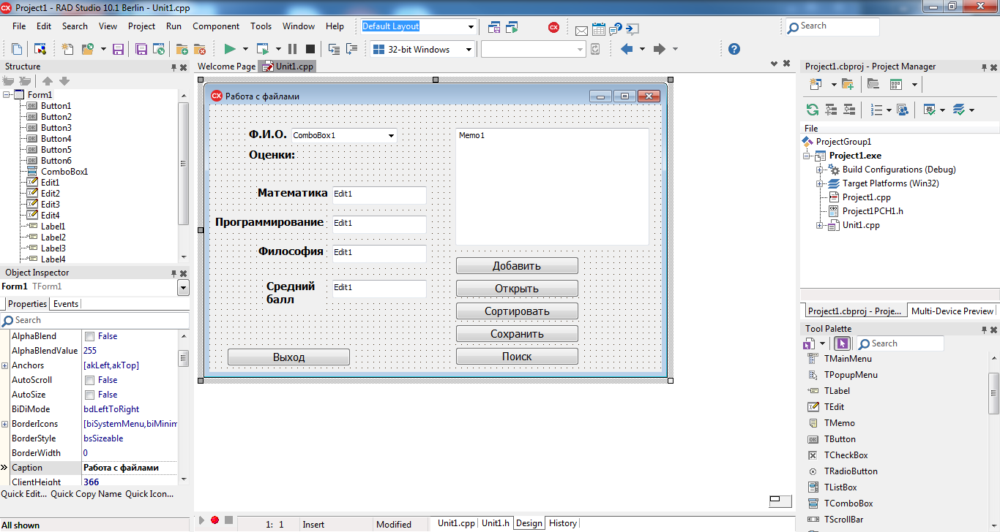 Project1 - RAD Studio 10.1 Berlin - Unit1.cpp
File Edit Search View Project Run Component Tools Window Help
Default Layout
Search
32-bit Windows
Structure
Form1
Button1
Button2
Button3
Button4
Button5
Button6
ComboBox1
Edit1
Edit2
Edit3
Edit4
Label1
Label2
Label3
Label4
Object Inspector
Form1 TForm1
Properties Events
Search
AlphaBlend False
AlphaBlendValue 255
Anchors [akLeft,akTop]
AutoScroll False
AutoSize False
BiDiMode bdLeftToRight
BorderIcons [biSystemMenu,biMinim
BorderStyle bsSizeable
BorderWidth 0
Caption Работа с файлами
ClientHeight 366
Quick Edit... Quick Copy Name Quick Icon...
All shown
Welcome Page Unit1.cpp
Работа с файлами
Ф.И.О. ComboBox1
Оценки:
Математика Edit1
Программирование Edit1
Философия Edit1
Средний Edit1
балл
Выход
Memo1
Добавить
Открыть
Сортировать
Сохранить
Поиск
1: 1 Insert Modified Unit1.cpp Unit1.h Design History
Project1.cbproj - Project Manager
File
ProjectGroup1
Project1.exe
Build Configurations (Debug)
Target Platforms (Win32)
Project1.cpp
Project1PCH1.h
Unit1.cpp
Project1.cbproj - Proje... Multi-Device Preview
Tool Palette
Search
TMainMenu
TPopupMenu
TLabel
TEdit
TMemo
TButton
TCheckBox
TRadioButton
TListBox
TComboBox
TScrollBar